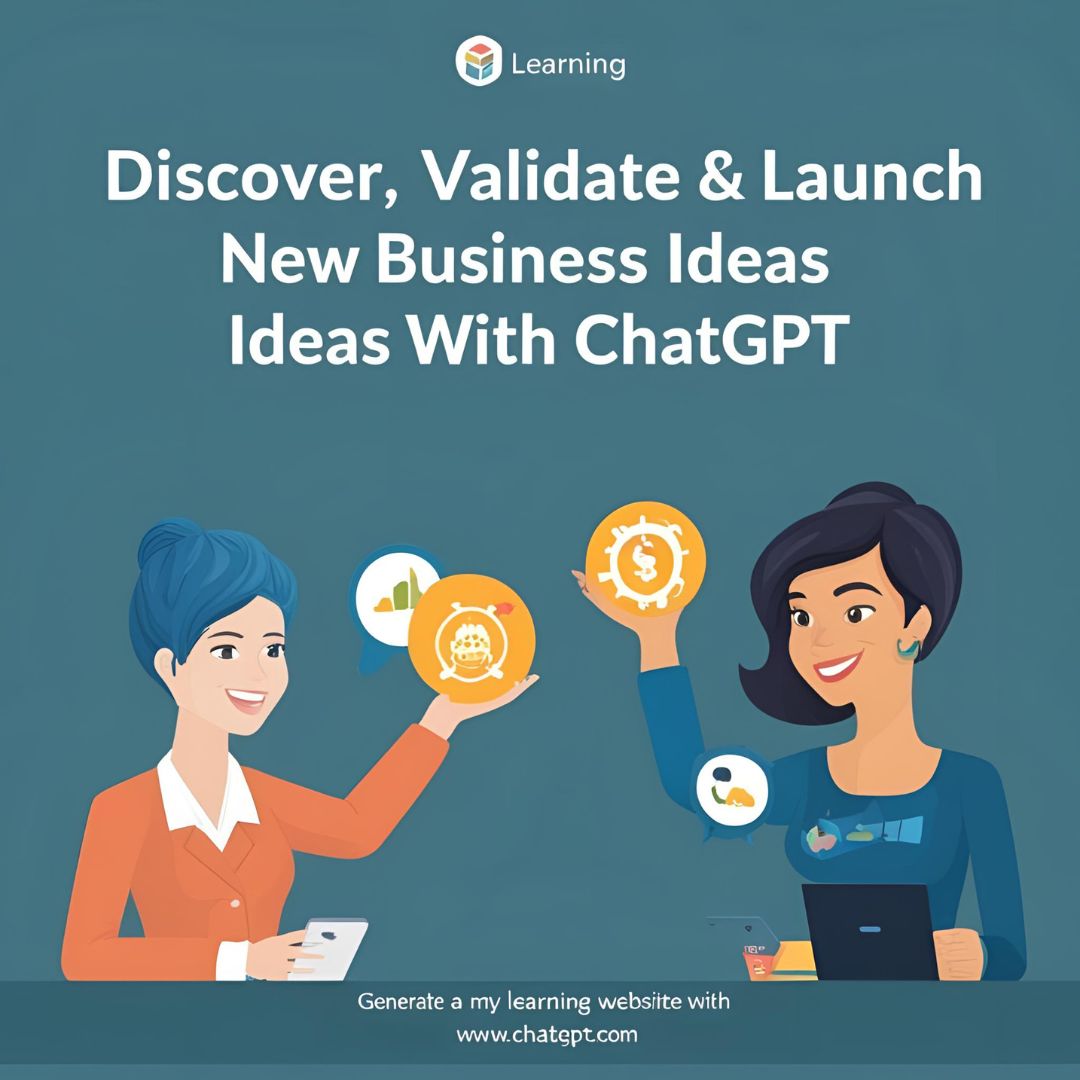 Learning
Discover, Validate & Launch
New Business Ideas
Ideas With ChatGPT
Generate a my learning website with
www.chatgpt.com